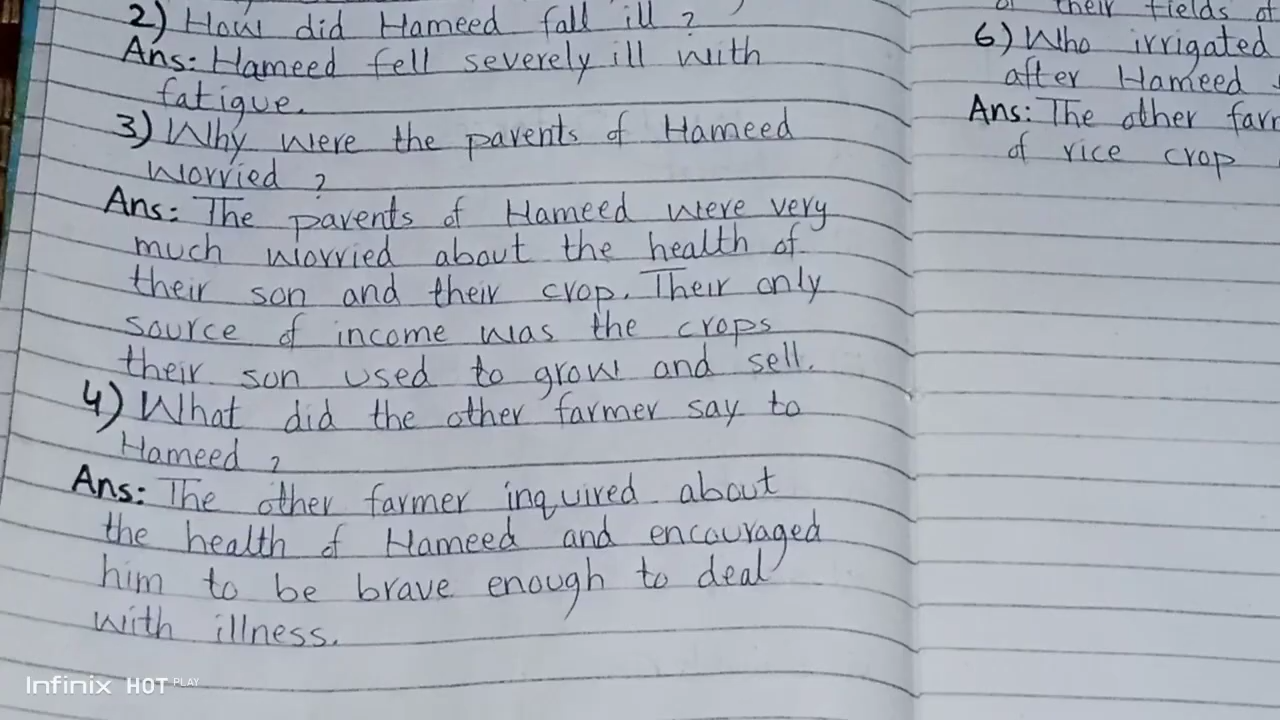 2) How did Hameed fall ill ?
Ans: Hameed fell severely ill with
fatigue.
3) Why were the parents of Hameed
worried ?
Ans: The parents of Hameed were very
much worried about the health of
their son and their crop. Their only
source of income was the crops
their son used to grow and sell.
4) What did the other farmer say to
Hameed ?
Ans: The other farmer inquired about
the health of Hameed and encouraged
him to be brave enough to deal
with illness.
their fields of
6) Who irrigated
after Hameed
Ans: The other
of rice crop
Infinix HOT PLAY